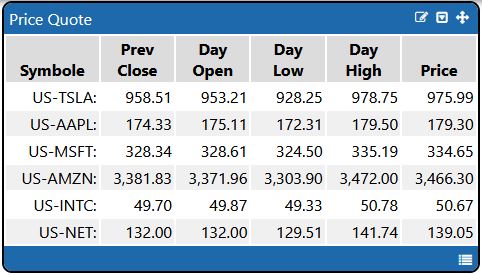 Price Quote
Symbole Prev Close Day Open Day Low Day High Price
US-TSLA: 958.51 953.21 928.25 978.75 975.99
US-AAPL: 174.33 175.11 172.31 179.50 179.30
US-MSFT: 328.34 328.61 324.50 335.19 334.65
US-AMZN: 3,381.83 3,371.96 3,303.90 3,472.00 3,466.30
US-INTC: 49.70 49.87 49.33 50.78 50.67
US-NET: 132.00 132.00 129.51 141.74 139.05